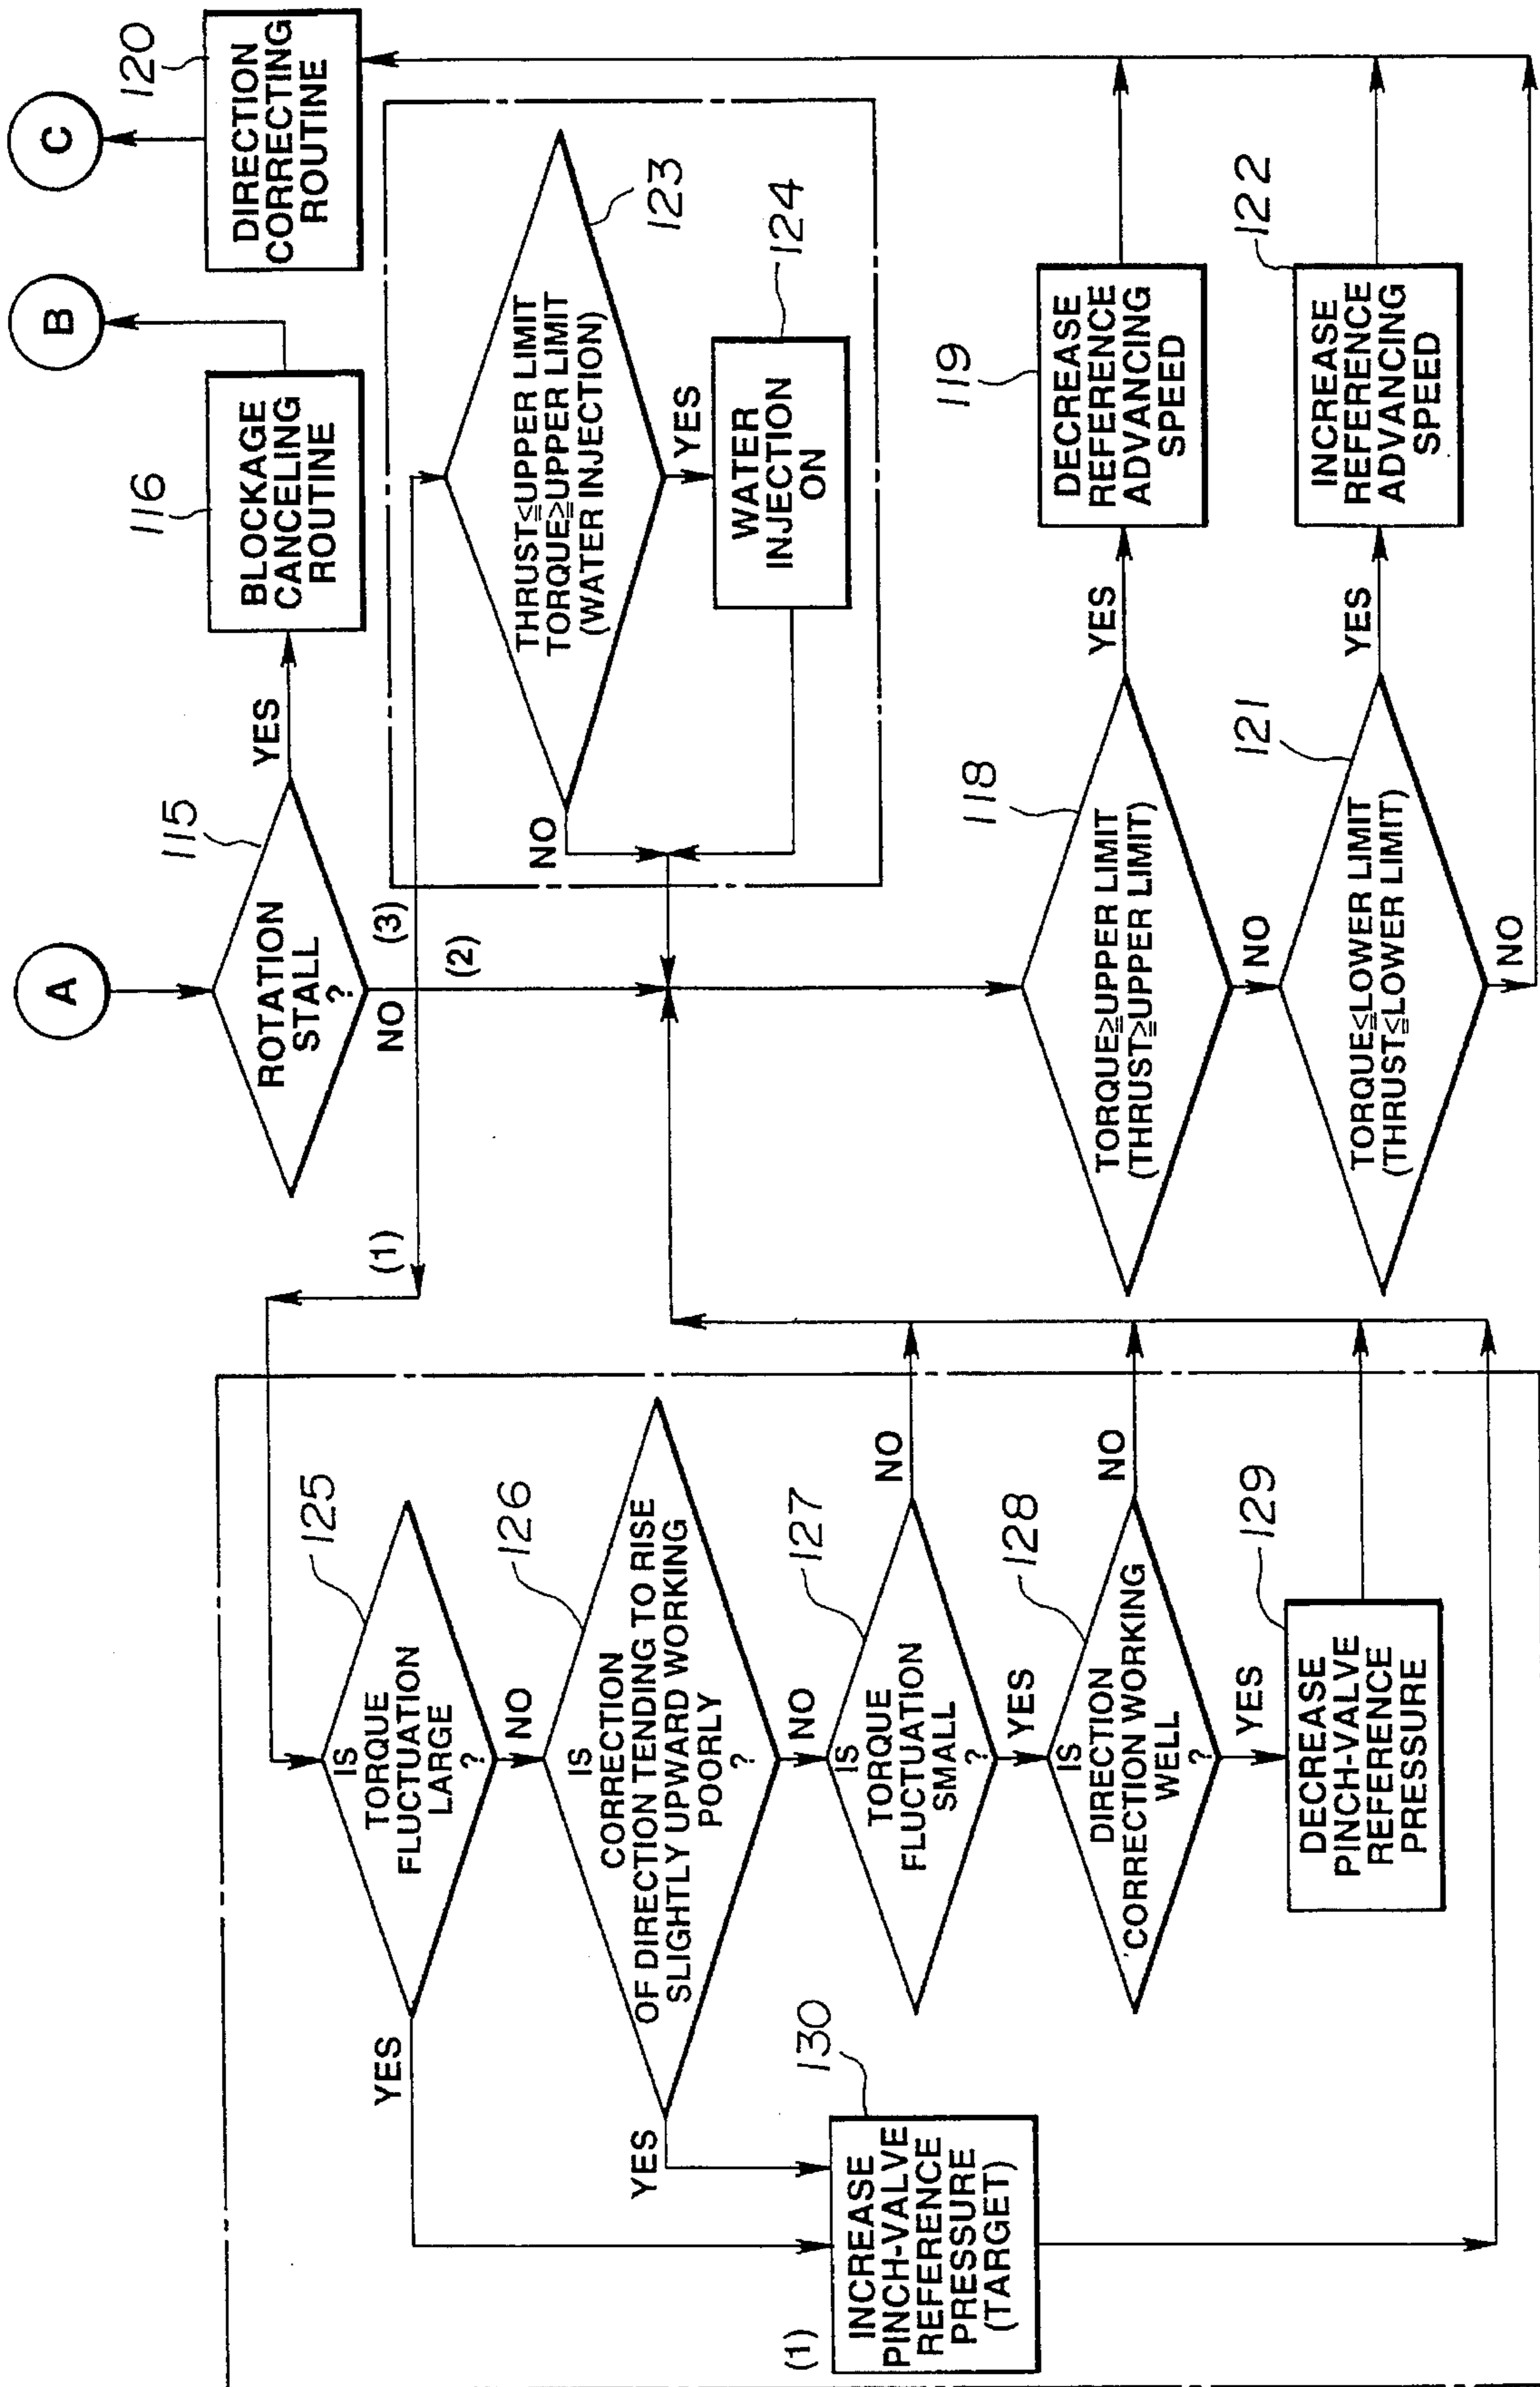 A
B
C
115
ROTATION
STALL
?
YES
NO
116
BLOCKAGE
CANCELING
ROUTINE
120
DIRECTION
CORRECTING
ROUTINE
(1)
(3)
(2)
125
IS
TORQUE
FLUCTUATION
LARGE
?
YES
NO
126
IS
CORRECTION
OF DIRECTION TENDING TO RISE
SLIGHTLY UPWARD WORKING
POORLY
?
YES
NO
127
IS
TORQUE
FLUCTUATION
SMALL
?
NO
YES
128
IS
DIRECTION
CORRECTION WORKING
WELL
?
NO
YES
129
DECREASE
PINCH-VALVE
REFERENCE
PRESSURE
130
(1)
INCREASE
PINCH-VALVE
REFERENCE
PRESSURE
(TARGET)
123
THRUST≦UPPER LIMIT
TORQUE≧UPPER LIMIT
(WATER INJECTION)
NO
YES
124
WATER
INJECTION
ON
118
TORQUE≧UPPER LIMIT
(THRUST≧UPPER LIMIT)
YES
NO
119
DECREASE
REFERENCE
ADVANCING
SPEED
121
TORQUE≦LOWER LIMIT
(THRUST≦LOWER LIMIT)
YES
NO
122
INCREASE
REFERENCE
ADVANCING
SPEED